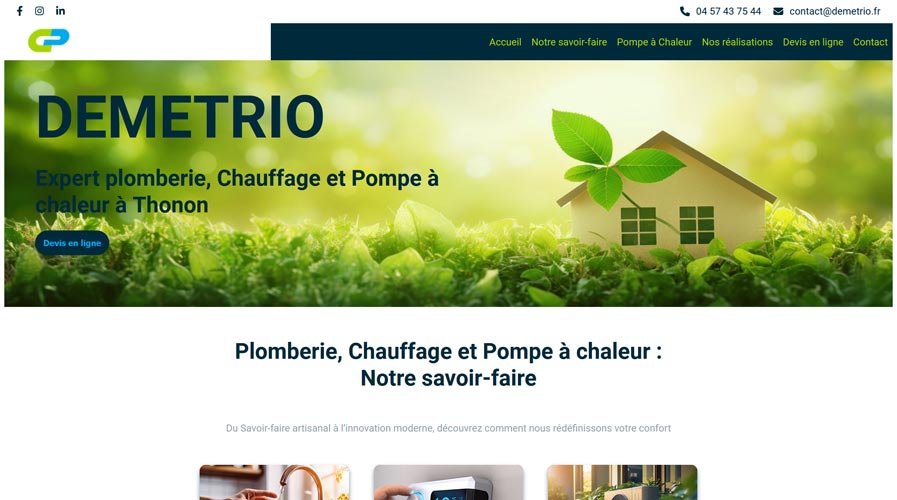 04 57 43 75 44 contact@demetrio.fr
Accueil Notre savoir-faire Pompe à Chaleur Nos réalisations Devis en ligne Contact
DEMETRIO
Expert plomberie, Chauffage et Pompe à
chaleur à Thonon
Devis en ligne
Plomberie, Chauffage et Pompe à chaleur :
Notre savoir-faire
Du Savoir-faire artisanal à l'innovation moderne, découvrez comment nous rédéfinissons votre confort